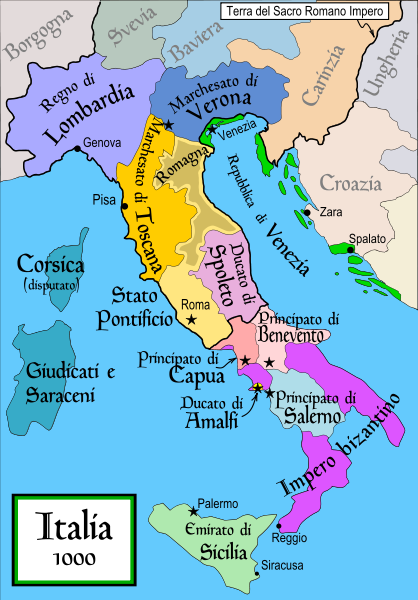 Terra del Sacro Romano Impero
Borgogna
Svevia
Baviera
Carinzia
Ungheria
Regno di
Lombardia
Marchesato di
Verona
Genova
Venezia
Marchesato di
Toscana
Romagna
Repubblica di Venezia
Croazia
Pisa
Zara
Spalato
Corsica
(disputato)
Ducato di
Spoleto
Stato
Pontificio
Roma
Principato di
Benevento
Giudicati e
Saraceni
Principato di
Capua
Ducato di
Amalfi
Principato di
Salerno
Impero bizantino
Italia
1000
Palermo
Emirato di
Sicilia
Reggio
Siracusa